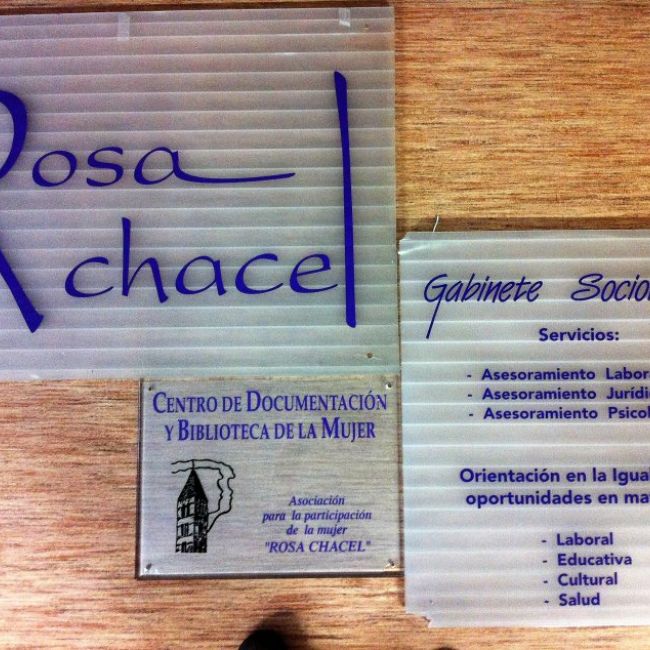 Rosa
chacel
CENTRO DE DOCUMENTACIÓN
Y BIBLIOTECA DE LA MUJER
Asociación
para la participación
de la mujer
"ROSA CHACEL"
Gabinete
Servicios:
- Asesoramiento
- Asesoramiento
- Asesoramiento
Orientación en la
oportunidades en
- Laboral
- Educativa
- Cultural
- Salud